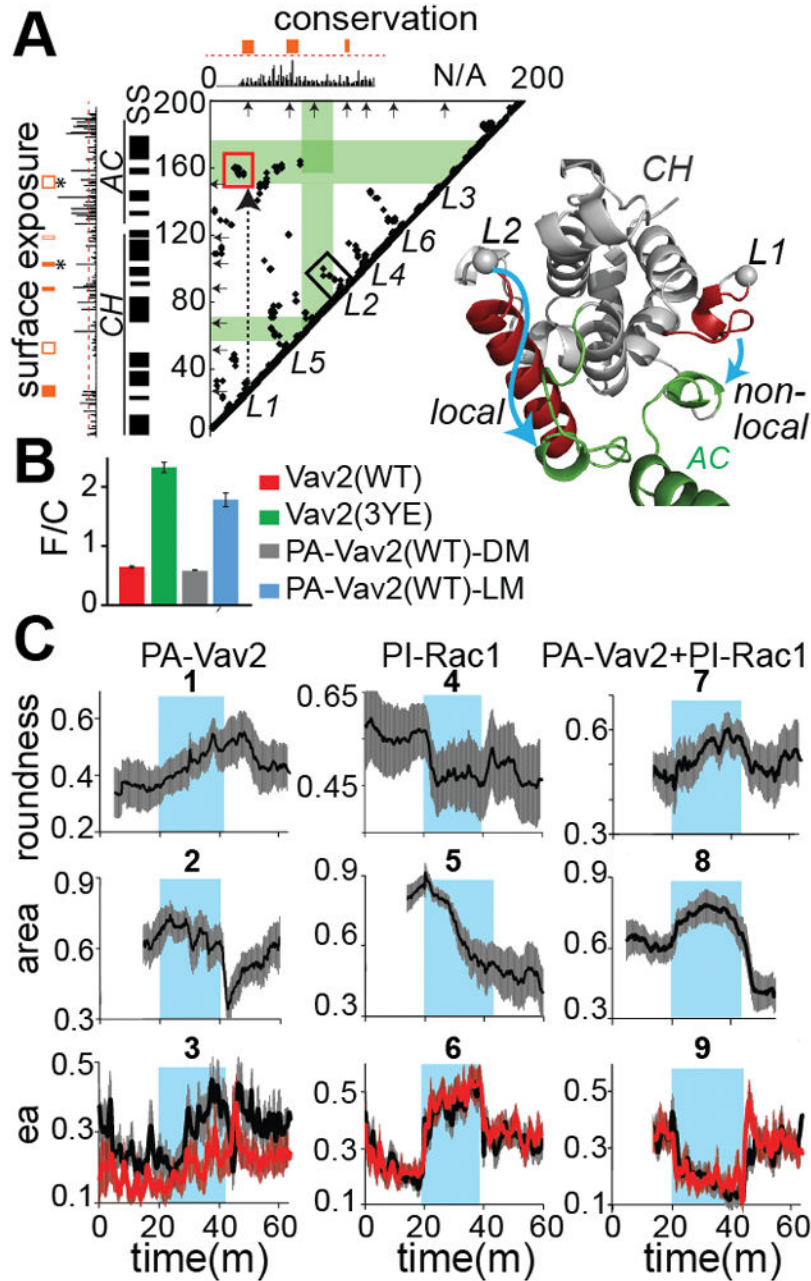 A
conservation
0
N/A
200
SS
200
160
120
80
40
0
surface exposure
*
*
AC
CH
L1
L5
L2
L4
L6
L3
CH
L2
L1
local
non-
local
AC
B
F/C
2
1
0
Vav2(WT)
Vav2(3YE)
PA-Vav2(WT)-DM
PA-Vav2(WT)-LM
C
PA-Vav2
PI-Rac1
PA-Vav2+PI-Rac1
roundness
1
0.6
0.4
0.2
4
0.65
0.45
7
0.6
0.3
area
2
0.9
0.6
0.3
5
0.9
0.6
0.3
8
0.9
0.6
0.3
ea
3
0.5
0.3
0.1
0 20 40 60
time(m)
6
0.5
0.3
0.1
0 20 40 60
time(m)
9
0.5
0.3
0.1
0 20 40 60
time(m)